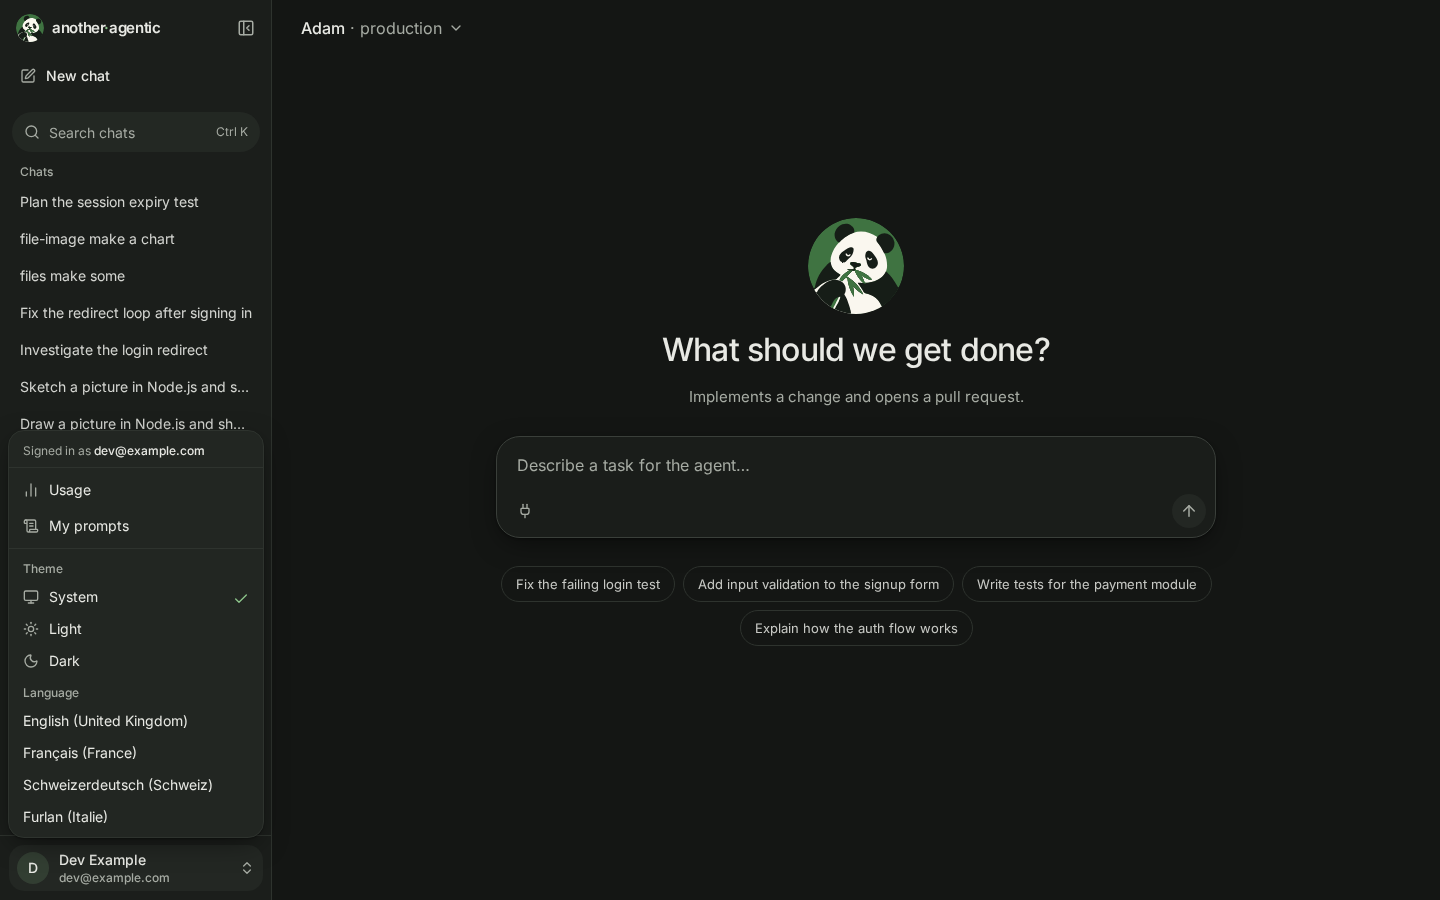 another·agentic
New chat
Search chats Ctrl K
Chats
Plan the session expiry test
file-image make a chart
files make some
Fix the redirect loop after signing in
Investigate the login redirect
Sketch a picture in Node.js and s...
Draw a picture in Node.js and sh...
Signed in as dev@example.com
Usage
My prompts
Theme
System
Light
Dark
Language
English (United Kingdom)
Français (France)
Schweizerdeutsch (Schweiz)
Furlan (Italie)
D
Dev Example
dev@example.com
Adam · production
What should we get done?
Implements a change and opens a pull request.
Describe a task for the agent...
Fix the failing login test
Add input validation to the signup form
Write tests for the payment module
Explain how the auth flow works